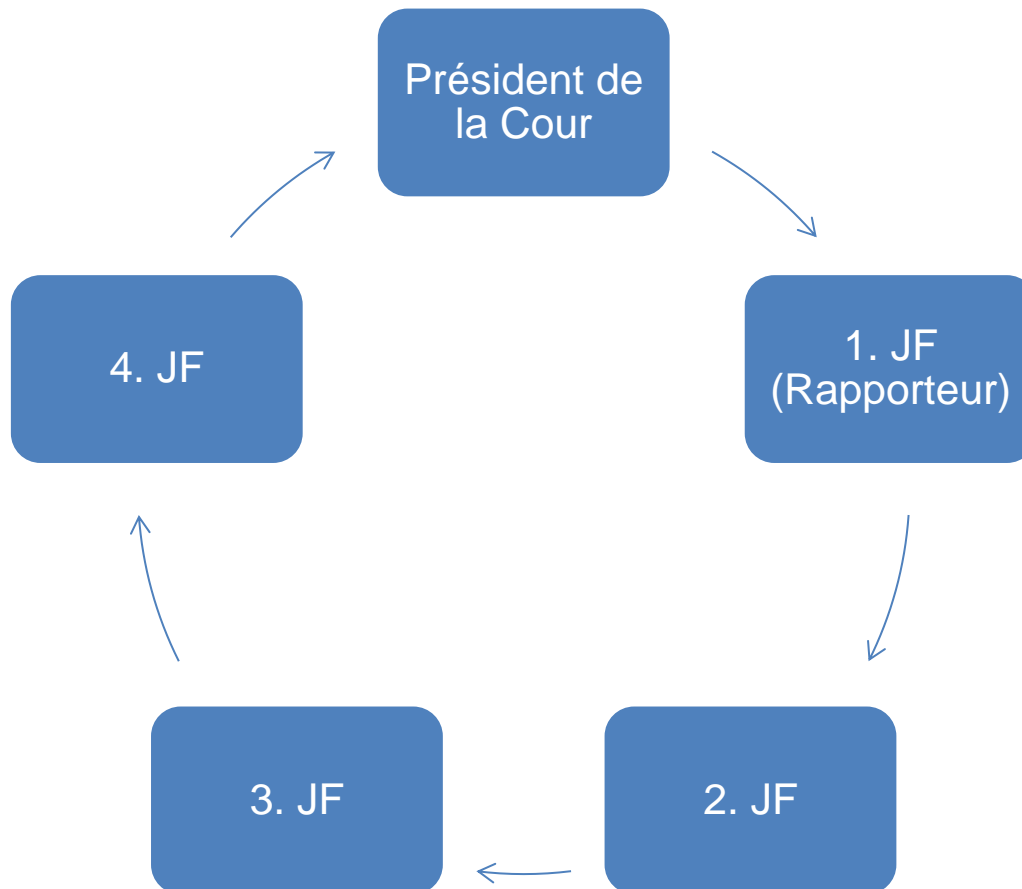 Président de
la Cour
1. JF
(Rapporteur)
2. JF
3. JF
4. JF